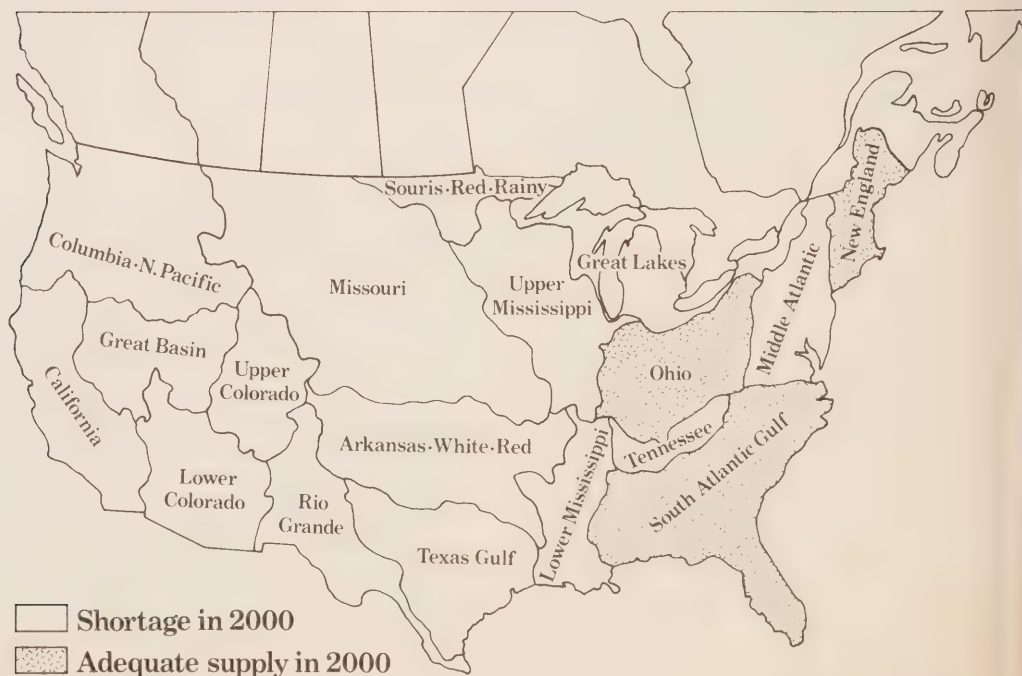 Souris·Red·Rainy
New England
Columbia·N. Pacific
Missouri
Upper
Mississippi
Great Lakes
Middle Atlantic
Great Basin
Upper
Colorado
Ohio
California
Arkansas·White·Red
Tennessee
South Atlantic Gulf
Lower
Colorado
Rio
Grande
Lower Mississippi
Texas Gulf
Shortage in 2000
Adequate supply in 2000